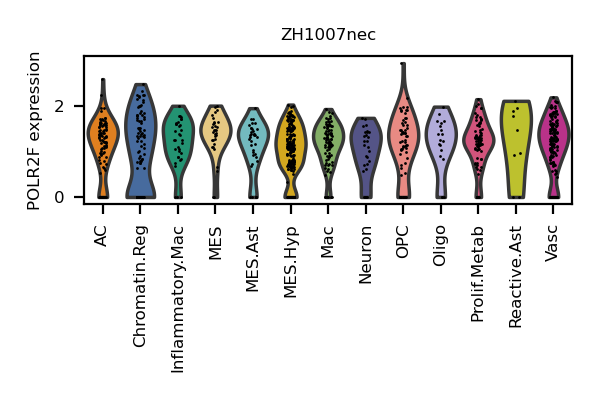 ZH1007nec
POLR2F expression
2
0
AC
Chromatin.Reg
Inflammatory.Mac
MES
MES.Ast
MES.Hyp
Mac
Neuron
OPC
Oligo
Prolif.Metab
Reactive.Ast
Vasc